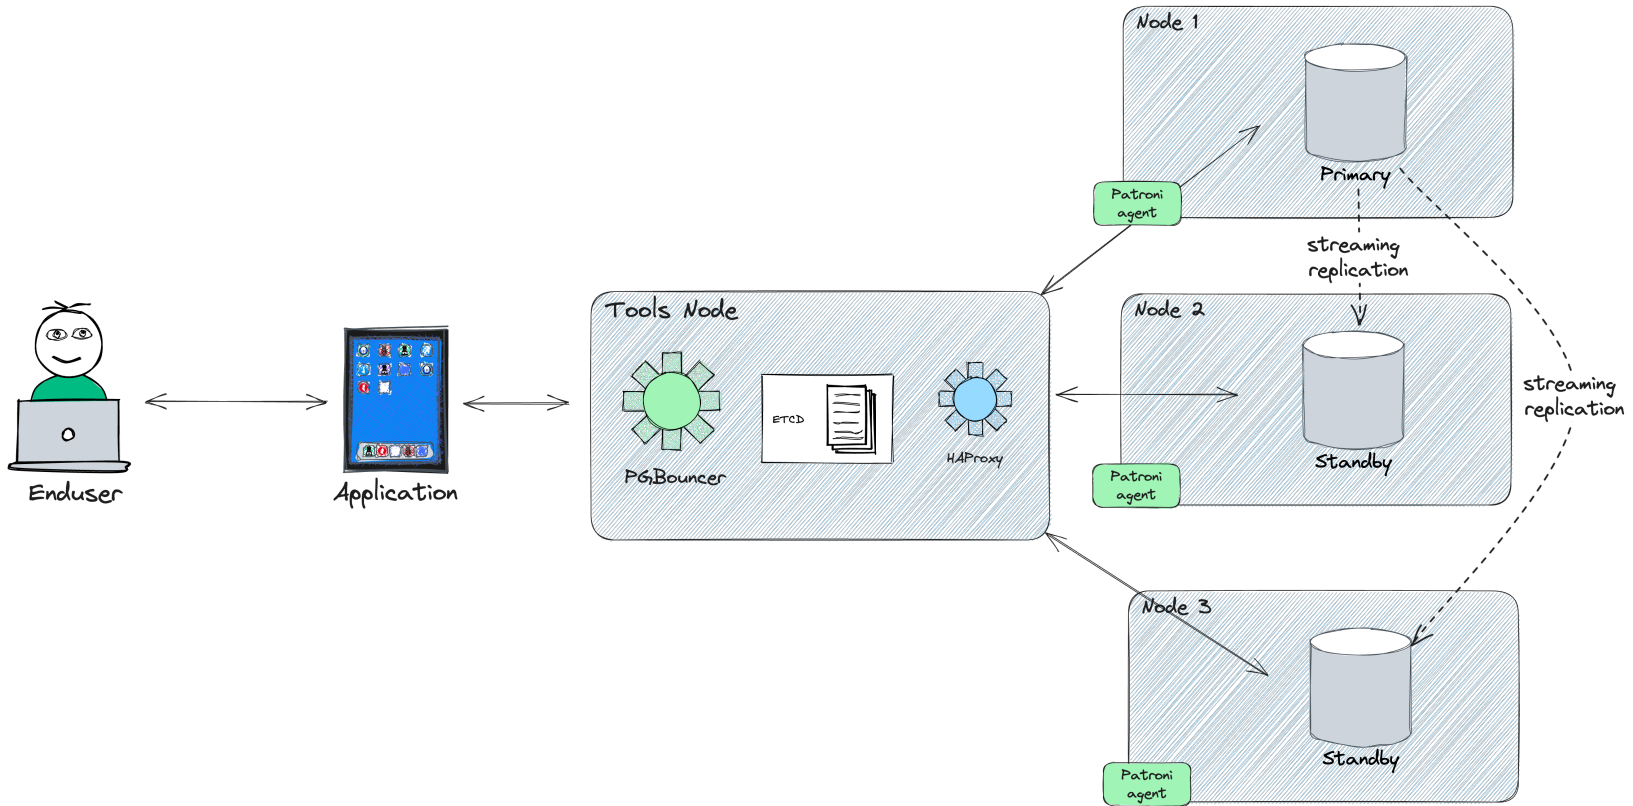 Node 1
Primary
Patroni
agent
streaming
replication
Tools Node
Node 2
PGBouncer
ETCD
HAProxy
Standby
Patroni
agent
streaming
replication
Enduser
Application
Node 3
Standby
Patroni
agent